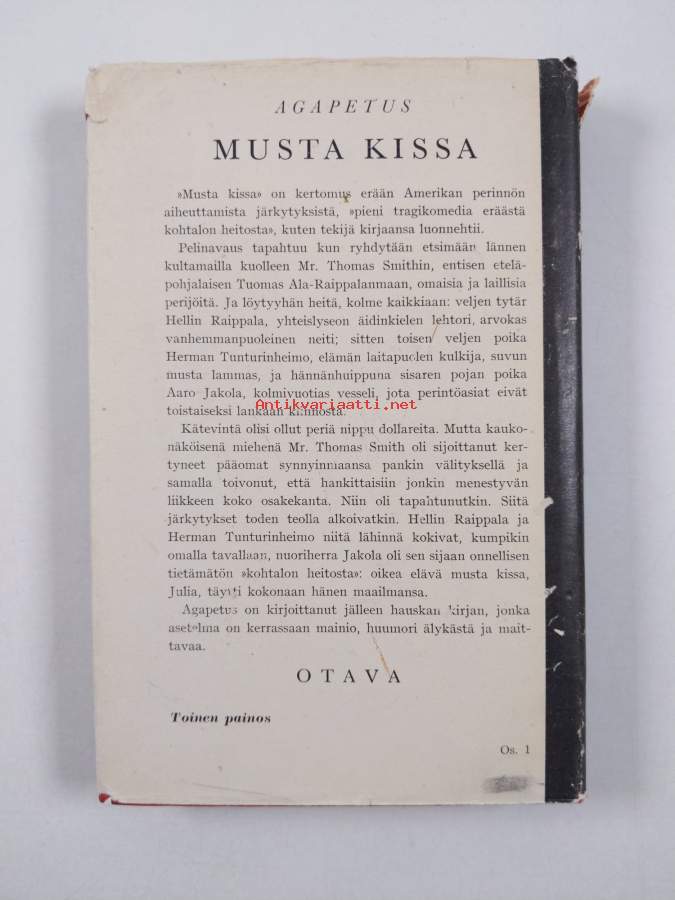 AGAPETUS
MUSTA KISSA
»Musta kissa» on kertomus erään Amerikan perinnön
aiheuttamista järkytyksistä, »pieni tragikomedia eräästä
kohtalon heitosta», kuten tekijä kirjaansa luonnehtii.
Pelinavaus tapahtuu kun ryhdytään etsimään lännen
kultamailla kuolleen Mr. Thomas Smithin, entisen etelä-
pohjalaisen Tuomas Ala-Raippalanmaan, omaisia ja laillisia
perijöitä. Ja löytyyhän heitä, kolme kaikkiaan: veljen tytär
Hellin Raippala, yhteislyseon äidinkielen lehtori, arvokas
vanhemmanpuoleinen neiti; sitten toisen veljen poika
Herman Tunturinheimo, elämän laitapuolen kulkija, suvun
musta lammas, ja hännänhuippuna sisaren pojan poika
Aaro Jakola, kolmivuotias vesseli, jota perintöasiat eivät
toistaiseksi lainkaan kiinnosta.
Antikvariaatti.net
Kätevintä olisi ollut periä nippu dollareita. Mutta kauko-
näköisenä miehenä Mr. Thomas Smith oli sijoittanut ker-
tyneet pääomat synnyinmaansa pankin välityksellä ja
samalla toivonut, että hankittaisiin jonkin menestyvän
liikkeen koko osakekanta. Niin oli tapahtunutkin. Siitä
järkytykset toden teolla alkoivatkin. Hellin Raippala ja
Herman Tunturinheimo niitä lähinnä kokivat, kumpikin
omalla tavallaan, nuoriherra Jakola oli sen sijaan onnellisen
tietämätön »kohtalon heitosta»: oikea elävä musta kissa,
Julia, täytti kokonaan hänen maailmansa.
Agapetus on kirjoittanut jälleen hauskan kirjan, jonka
asetelma on kerrassaan mainio, huumori älykästä ja mait-
tavaa.
OTAVA
Toinen painos
Os. 1